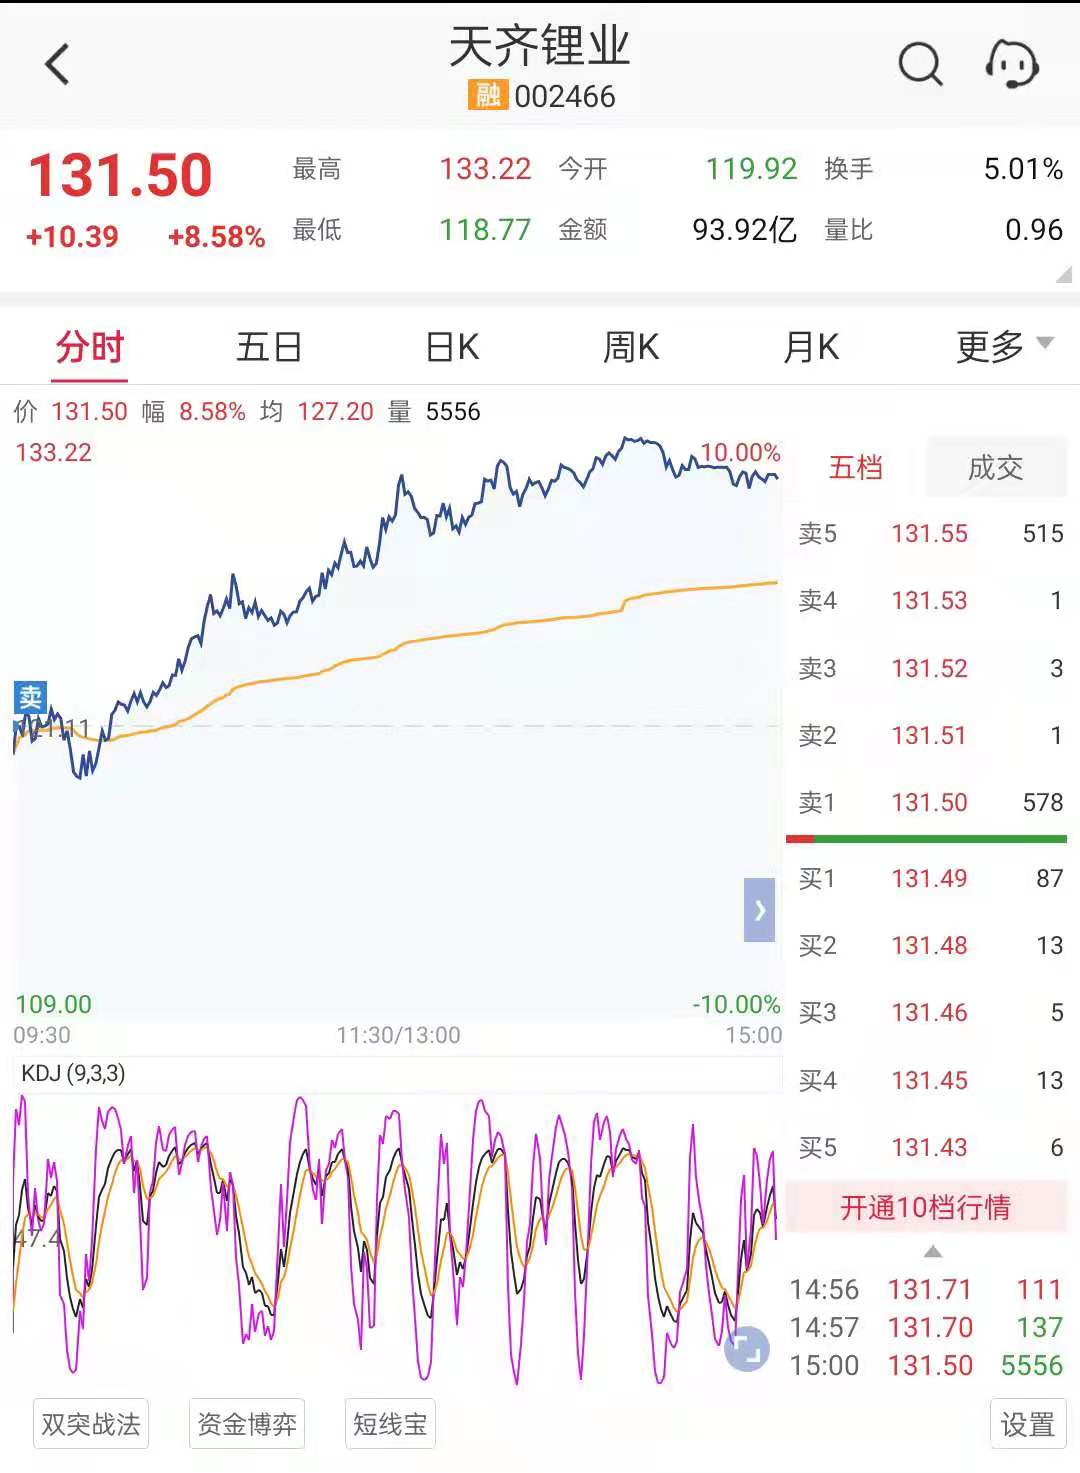 天齐锂业
融 002466
131.50 最高 133.22 今开 119.92 换手 5.01%
+10.39 +8.58% 最低 118.77 金额 93.92亿 量比 0.96
分时 五日 日K 周K 月K 更多
价 131.50 幅 8.58% 均 127.20 量 5556
133.22 10.00%
五档 成交
卖5 131.55 515
卖4 131.53 1
卖3 131.52 3
卖
121.11
卖2 131.51 1
卖1 131.50 578
买1 131.49 87
买2 131.48 13
109.00 -10.00%
买3 131.46 5
09:30 11:30/13:00 15:00
KDJ (9,3,3)
买4 131.45 13
买5 131.43 6
开通10档行情
47.4
14:56 131.71 111
14:57 131.70 137
15:00 131.50 5556
双突战法 资金博弈 短线宝 设置